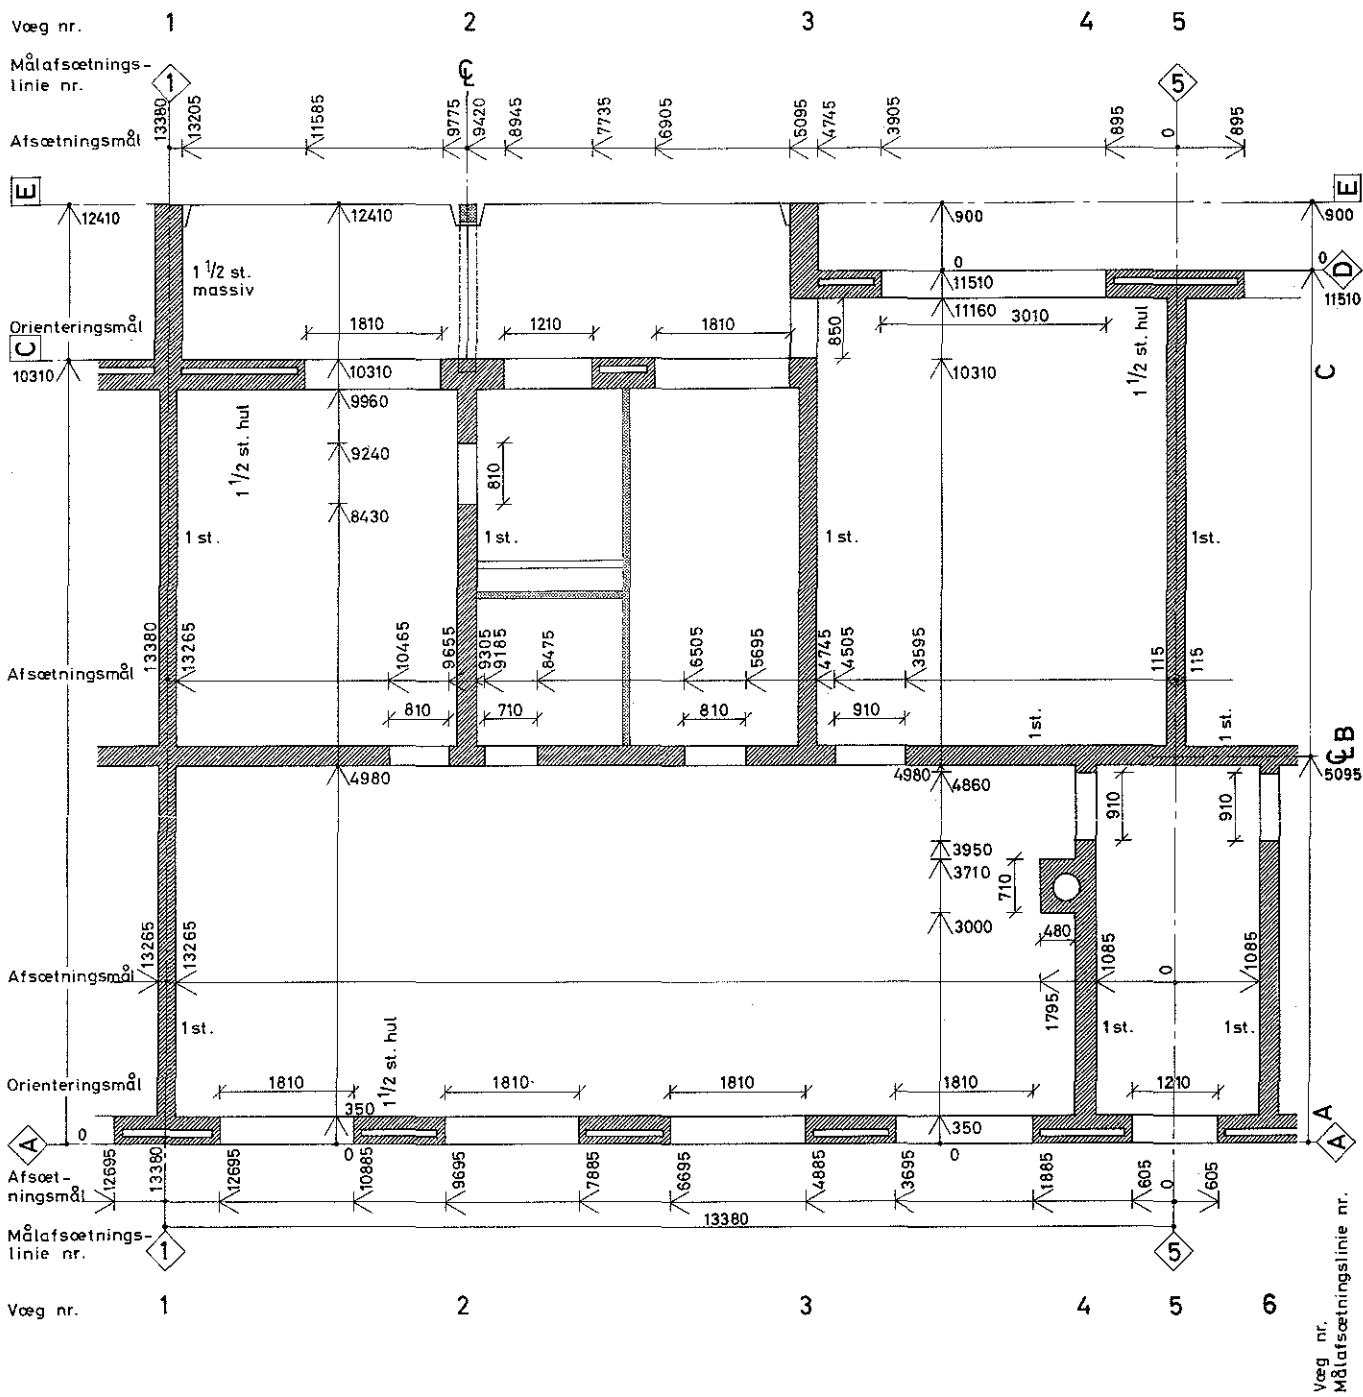 Væg nr. 1 2 3 4 5
Målafsætnings-
linie nr.
1 ℄ 5
Afsætningsmål
13380 13205 11585 9775 9420 8945 7735 6905 5095 4745 3905 895 0 895
E E
12410 12410 900 900
1 1/2 st.
massiv
0 11510 0 D 11510
Orienteringsmål
1810 1210 1810 850 11160 3010
C 10310 10310 10310 C
1 1/2 st. hul
9960
1 1/2 st. hul
9240
810
8430
1 st. 1 st. 1 st. 1 st.
Afsætningsmål
13380 13265 10465 9655 9305 9185 8475 6505 5695 4745 4505 3595 115 115
810 710 810 910
1 st. 1 st.
℄ B
4980 4980 4860 5095
910 910
3950
3710
710
3000
480
Afsætningsmål
13265 13265 1795 1085 0 1085
1 st. 1 st. 1 st.
1 1/2 st. hul
Orienteringsmål
1810 1810 1810 1810 1210
350 350 A
A 0 0 0 A
Afsæt-
ningsmål
12695 13380 12695 10885 9695 7885 6695 4885 3695 1885 605 0 605
13380
Målafsætnings-
linie nr.
1 5
Væg nr. 1 2 3 4 5 6
Væg nr.
Målafsætningslinie nr.